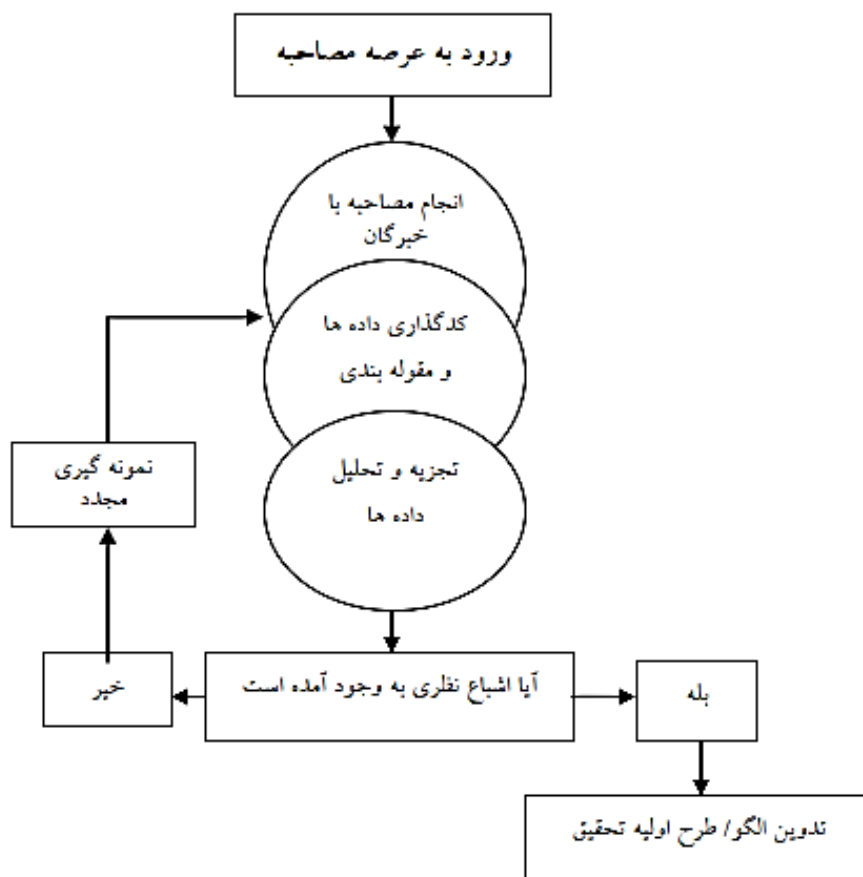 ورود به عرصه مصاحبه
انجام مصاحبه با
خبرگان
کدگذاری داده ها
و مقوله بندی
تجزیه و تحلیل
داده ها
نمونه گیری
مجدد
آیا اشباع نظری به وجود آمده است
خیر
بله
تدوین الگو/ طرح اولیه تحقیق